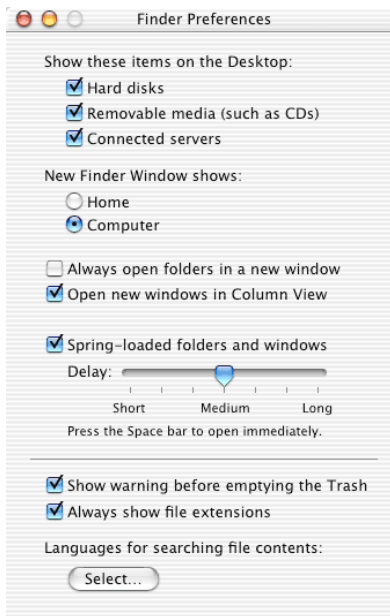 Finder Preferences
Show these items on the Desktop:
Hard disks
Removable media (such as CDs)
Connected servers
New Finder Window shows:
Home
Computer
Always open folders in a new window
Open new windows in Column View
Spring-loaded folders and windows
Delay:
Short Medium Long
Press the Space bar to open immediately.
Show warning before emptying the Trash
Always show file extensions
Languages for searching file contents:
Select...